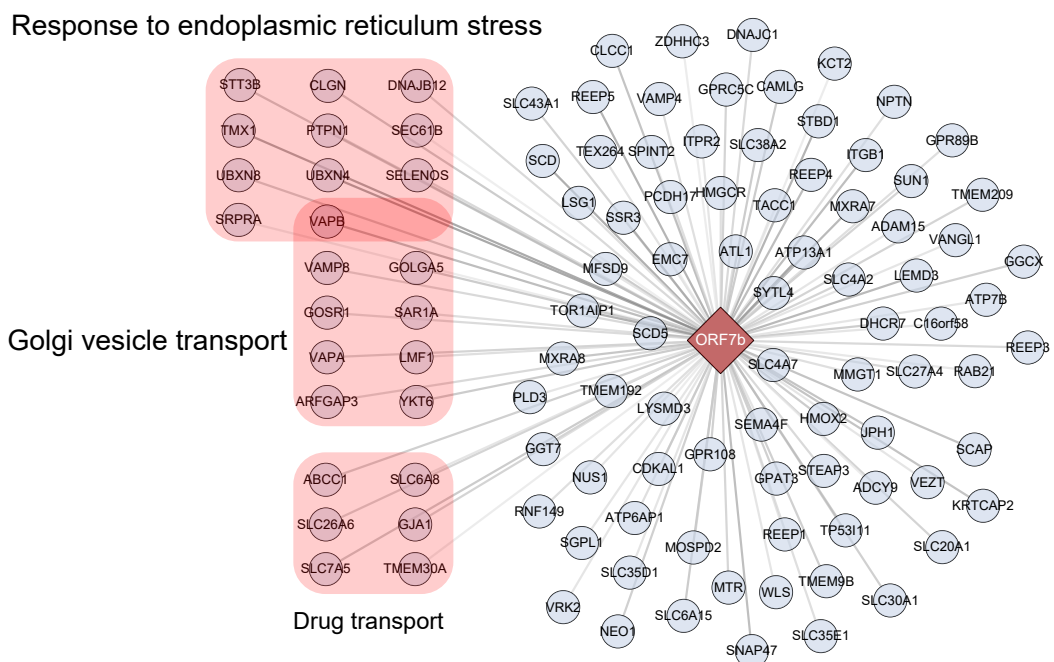 Response to endoplasmic reticulum stress
STT3B CLGN DNAJB12
TMX1 PTPN1 SEC61B
UBXN8 UBXN4 SELENOS
SRPRA VAPB
VAMP8 GOLGA5
GOSR1 SAR1A
Golgi vesicle transport
VAPA LMF1
ARFGAP3 YKT6
ABCC1 SLC6A8
SLC26A6 GJA1
SLC7A5 TMEM30A
Drug transport
CLCC1 ZDHHC3 DNAJC1
KCT2
SLC43A1 REEP5 VAMP4 GPRC5C CAMLG NPTN
STBD1
SCD TEX264 SPINT2 ITPR2 SLC38A2 ITGB1 GPR89B
LSG1 SSR3 PCDH17 HMGCR TACC1 REEP4 MXRA7 SUN1 TMEM209
ADAM15 VANGL1
MFSD9 EMC7 ATL1 ATP13A1 SLC4A2 LEMD3 GGCX
SYTL4 ATP7B
TOR1AIP1 SCD5 ORF7b DHCR7 C16orf58 REEP3
MXRA8 SLC4A7 MMGT1 SLC27A4 RAB21
PLD3 TMEM192 LYSMD3 SEMA4F HMOX2 JPH1
GGT7 GPR108 SCAP
NUS1 CDKAL1 GPAT3 STEAP3 ADCY9 VEZT
RNF149 ATP6AP1 REEP1 TP53I11 KRTCAP2
SGPL1 MOSPD2 SLC20A1
SLC35D1 MTR WLS TMEM9B SLC30A1
VRK2 NEO1 SLC6A15 SNAP47 SLC35E1